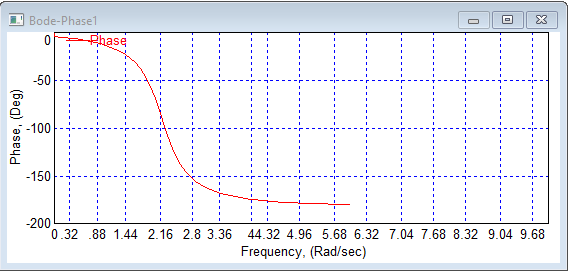 Bode-Phase1
Phase
0
-50
-100
-150
-200
Phase, (Deg)
0 .32 .88 1.44 2.16 2.8 3.36 44.32 4.96 5.68 6.32 7.04 7.68 8.32 9.04 9.68
Frequency, (Rad/sec)